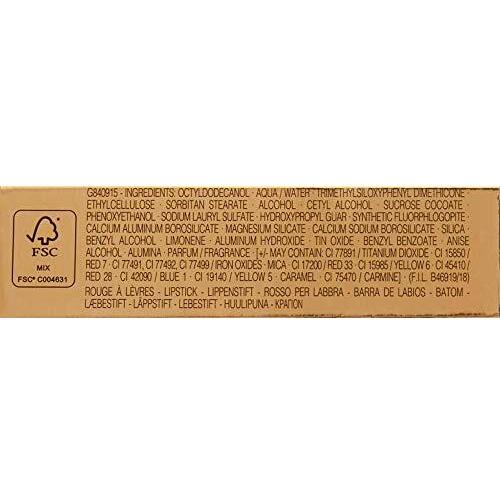 G840915 - INGREDIENTS: OCTYLDODECANOL · AQUA / WATER · TRIMETHYLSILOXYPHENYL DIMETHICONE ·
ETHYLCELLULOSE · SORBITAN STEARATE · ALCOHOL · CETYL ALCOHOL · SUCROSE COCOATE ·
PHENOXYETHANOL · SODIUM LAURYL SULFATE · HYDROXYPROPYL GUAR · SYNTHETIC FLUORPHLOGOPITE ·
CALCIUM ALUMINUM BOROSILICATE · MAGNESIUM SILICATE · CALCIUM SODIUM BOROSILICATE · SILICA ·
BENZYL ALCOHOL · LIMONENE · ALUMINUM HYDROXIDE · TIN OXIDE · BENZYL BENZOATE · ANISE
ALCOHOL · ALUMINA · PARFUM / FRAGRANCE · [+/- MAY CONTAIN: CI 77891 / TITANIUM DIOXIDE · CI 15850 /
RED 7 · CI 77491, CI 77492, CI 77499 / IRON OXIDES · MICA · CI 17200 / RED 33 · CI 15985 / YELLOW 6 · CI 45410 /
RED 28 · CI 42090 / BLUE 1 · CI 19140 / YELLOW 5 · CARAMEL · CI 75470 / CARMINE] · (F.I.L. B46919/18)
ROUGE À LÈVRES - LIPSTICK - LIPPENSTIFT - ROSSO PER LABBRA - BARRA DE LABIOS - BATOM -
LÆBESTIFT - LÄPPSTIFT - LEBESTIFT - HUULIPUNA - КРАПОН
FSC
MIX
FSC® C004631